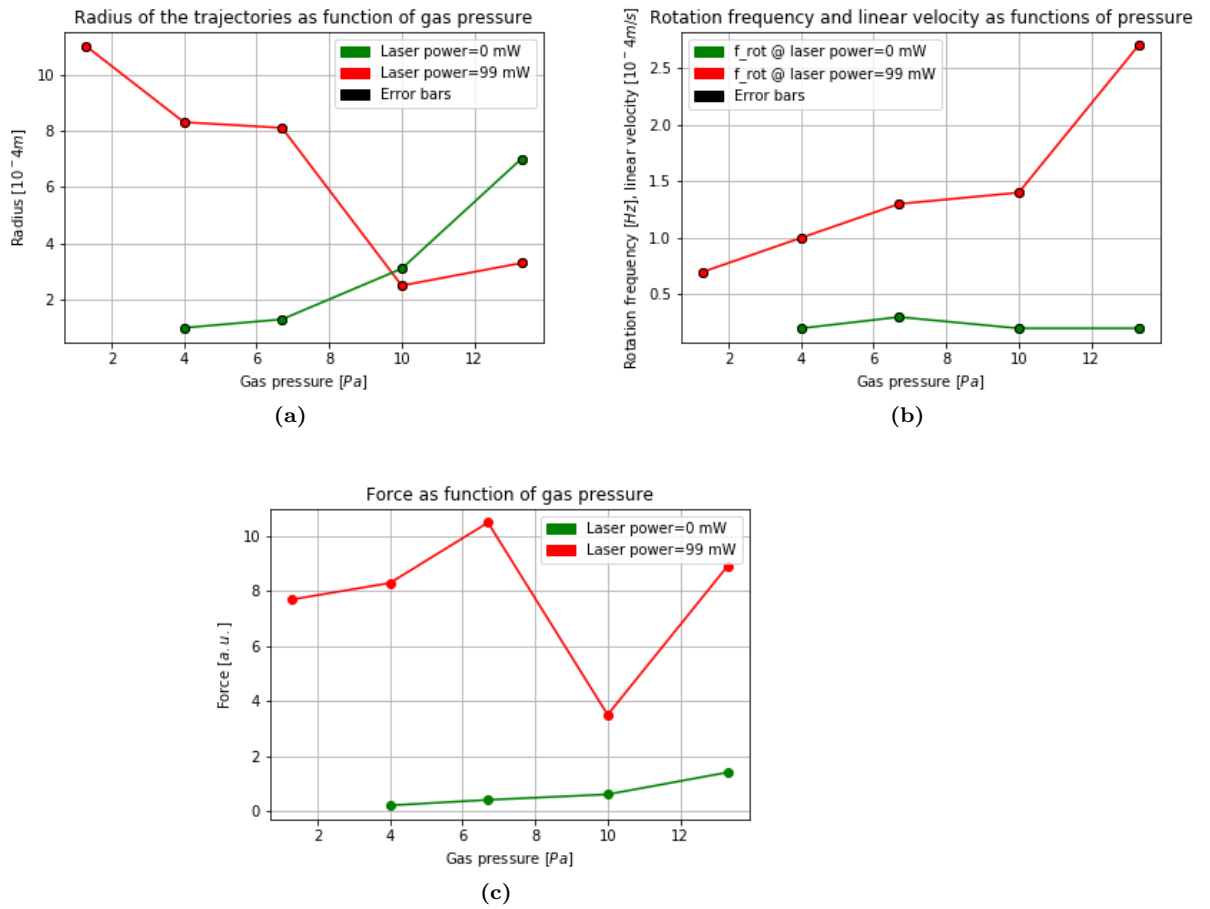 Radius of the trajectories as function of gas pressure
Laser power=0 mW
Laser power=99 mW
Error bars
Radius [10⁻4m]
10
8
6
4
2
2 4 6 8 10 12
Gas pressure [Pa]
(a)
Rotation frequency and linear velocity as functions of pressure
f_rot @ laser power=0 mW
f_rot @ laser power=99 mW
Error bars
Rotation frequency [Hz], linear velocity [10⁻4m/s]
2.5
2.0
1.5
1.0
0.5
2 4 6 8 10 12
Gas pressure [Pa]
(b)
Force as function of gas pressure
Laser power=0 mW
Laser power=99 mW
Force [a.u.]
10
8
6
4
2
0
2 4 6 8 10 12
Gas pressure [Pa]
(c)